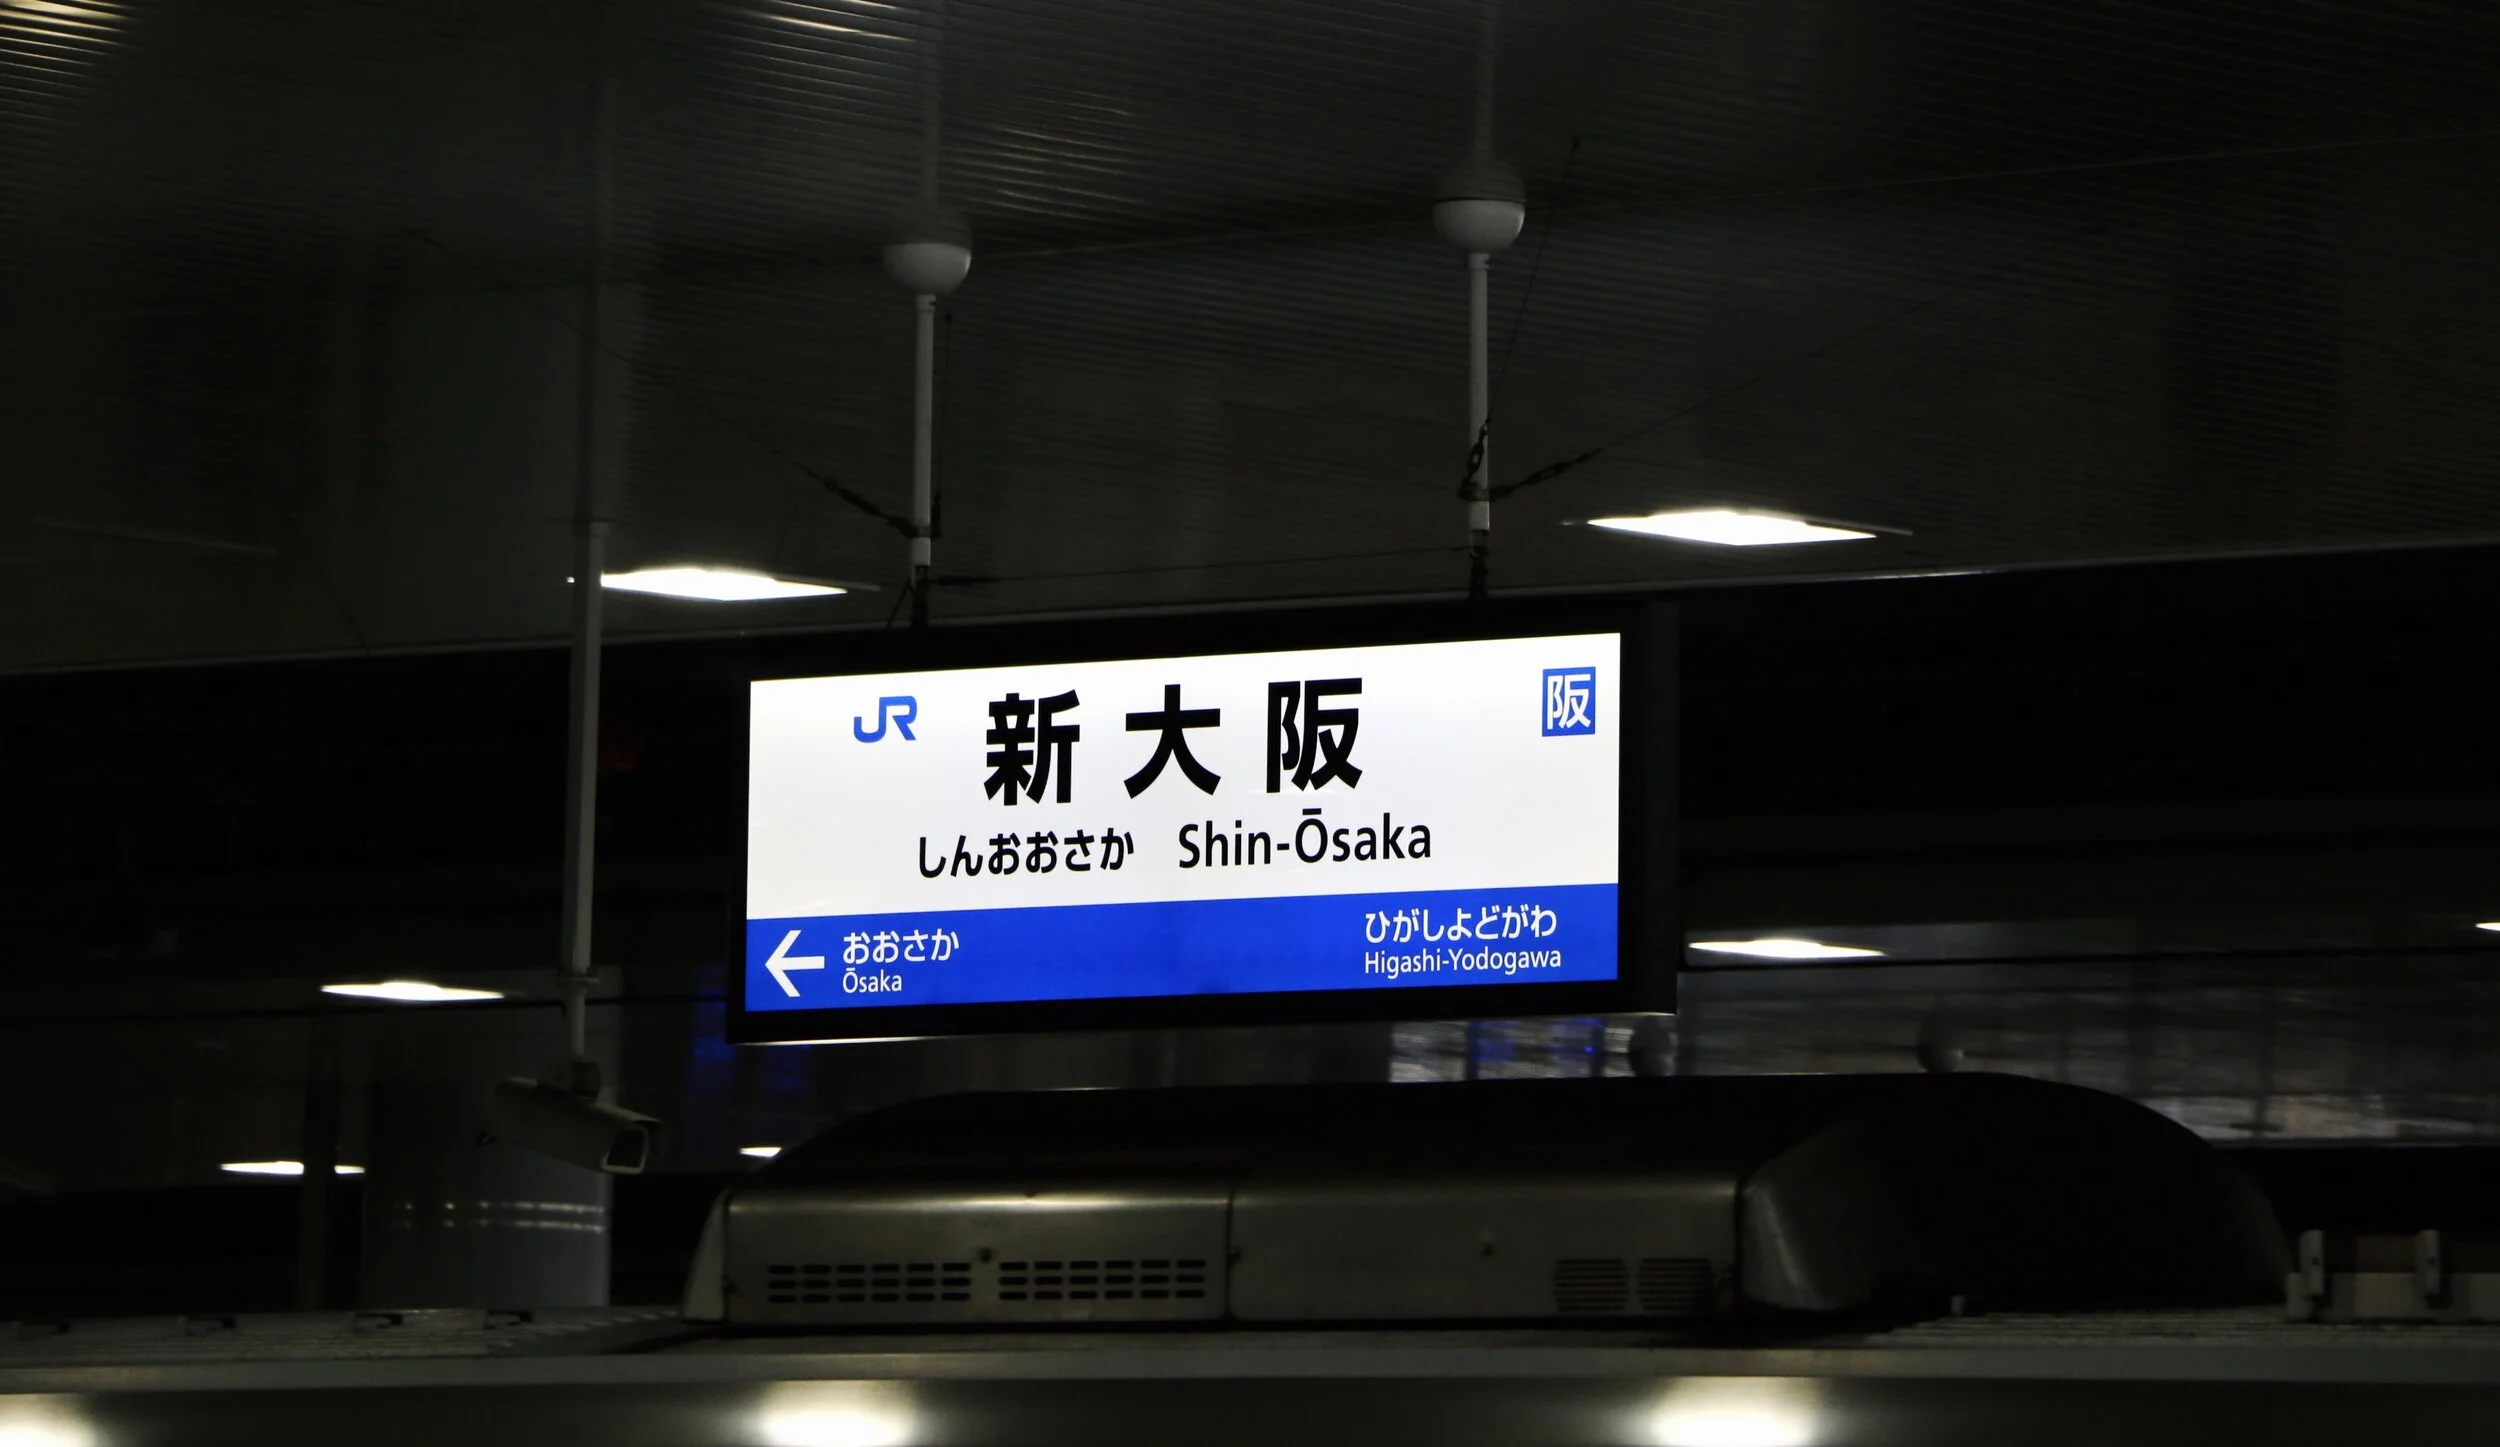 JR 新大阪 阪
しんおおさか Shin-Ōsaka
← おおさか ひがしよどがわ
Ōsaka Higashi-Yodogawa